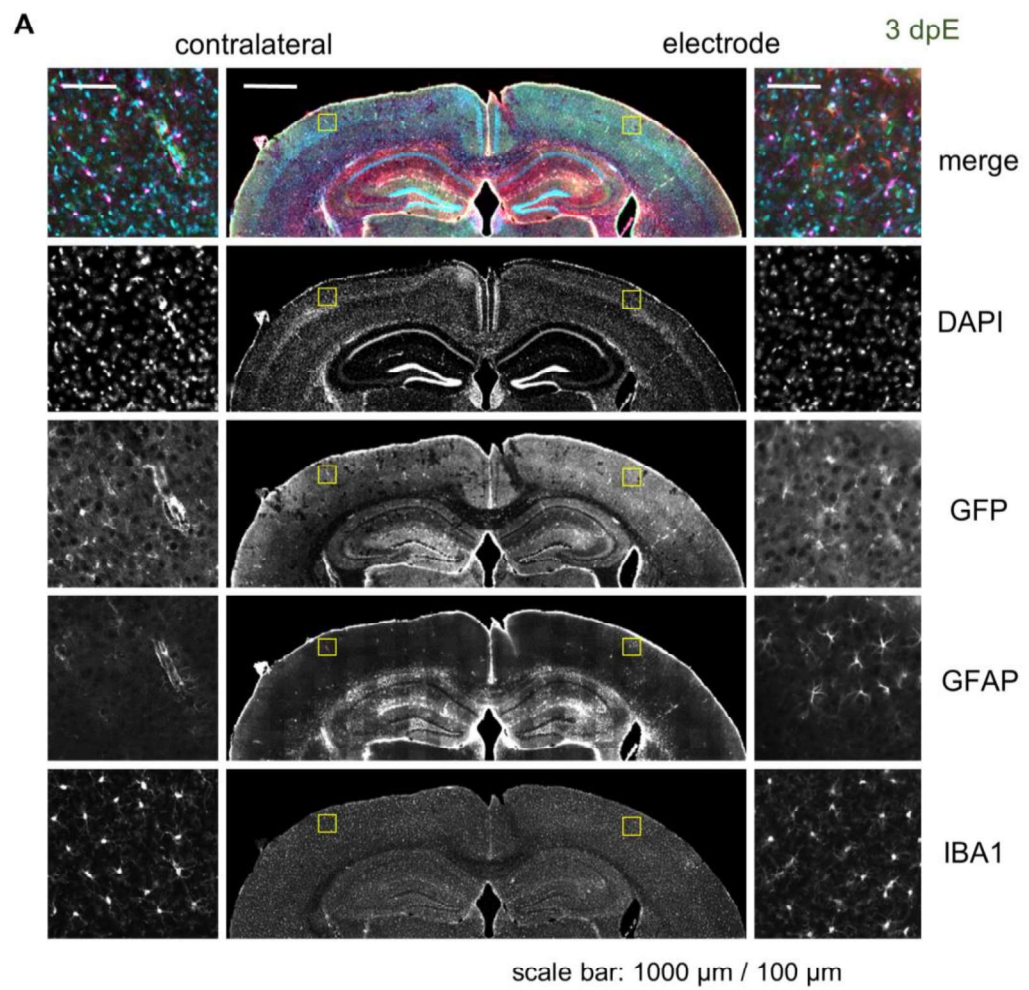 A
contralateral
electrode
3 dpE
merge
DAPI
GFP
GFAP
IBA1
scale bar: 1000 μm / 100 μm